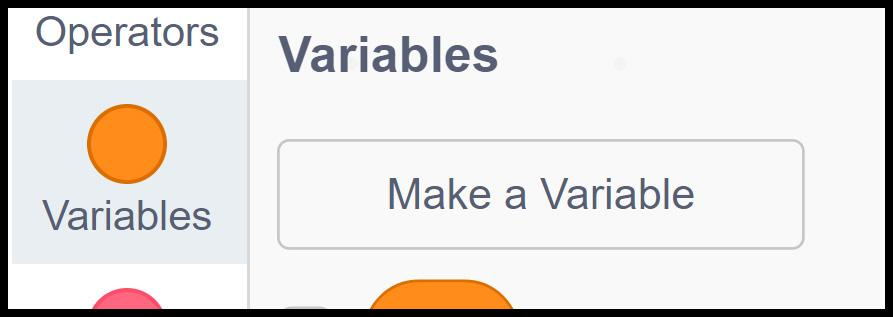 Operators
Variables
Variables
Make a Variable